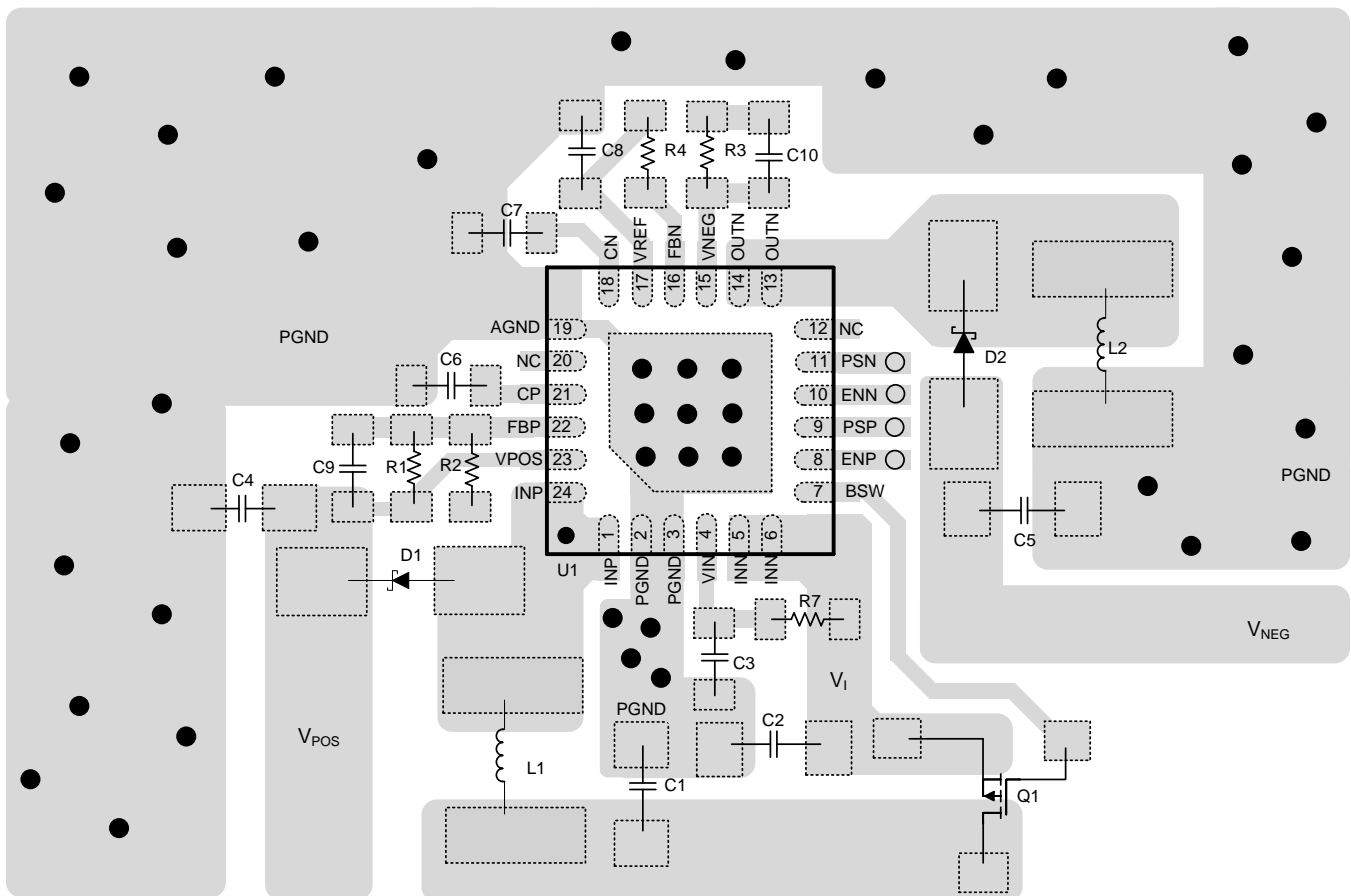 C8
R4
R3
C10
C7
CN
VREF
FBN
VNEG
OUTN
OUTN
18
17
16
15
14
13
AGND
19
12
NC
PGND
NC
20
11
PSN
D2
L2
C6
CP
21
10
ENN
FBP
22
9
PSP
C9
R1
R2
VPOS
23
8
ENP
C4
INP
24
7
BSW
PGND
C5
D1
U1
1
2
3
4
5
6
INP
PGND
PGND
VIN
INN
INN
R7
VNEG
C3
VI
PGND
VPOS
C2
L1
C1
Q1